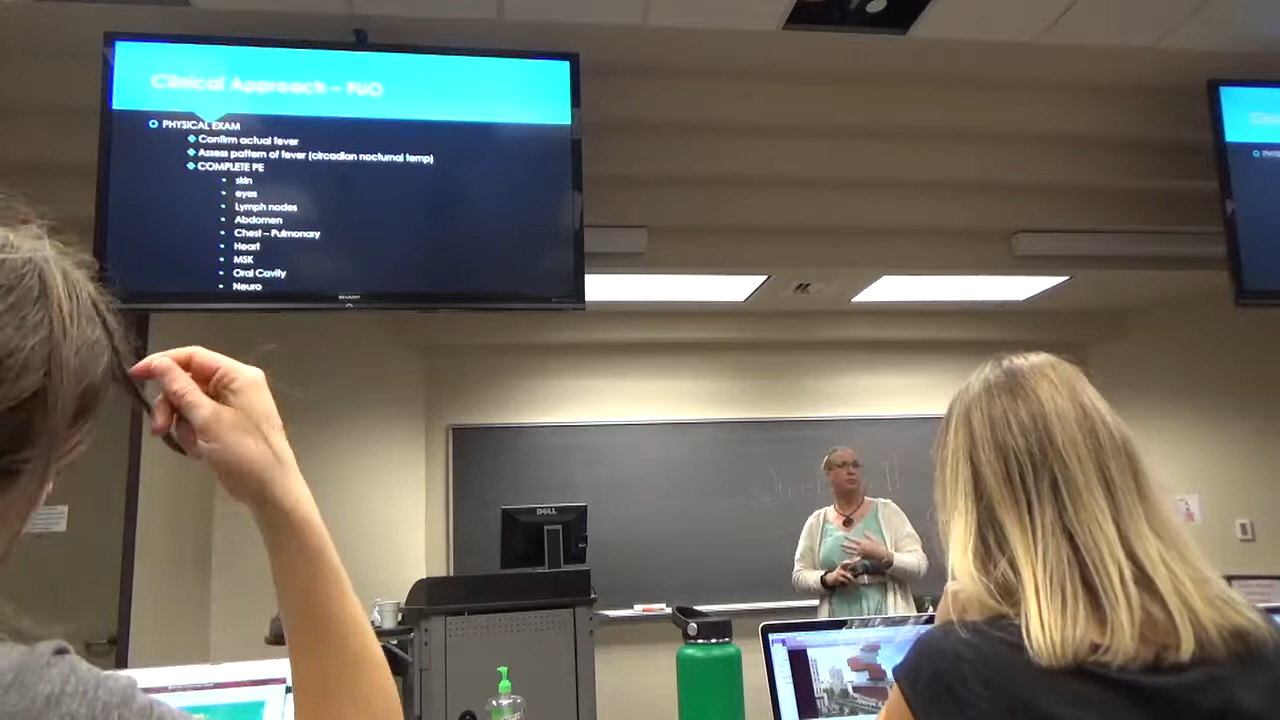 Clinical Approach – FUO
PHYSICAL EXAM
Confirm actual fever
Assess pattern of fever (circadian nocturnal temp)
COMPLETE PE
skin
eyes
Lymph nodes
Abdomen
Chest – Pulmonary
Heart
MSK
Oral Cavity
Neuro
SHARP
DELL